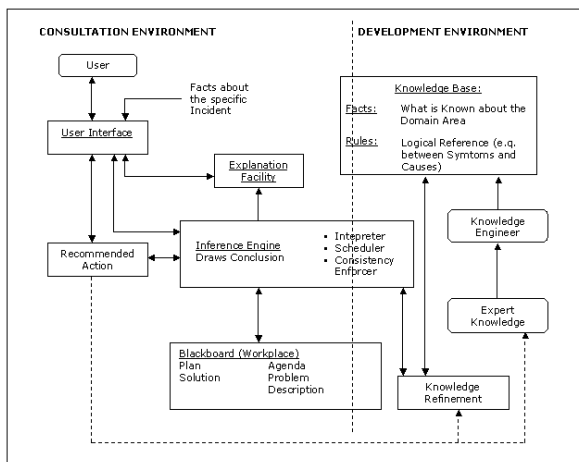 CONSULTATION ENVIRONMENT
DEVELOPMENT ENVIRONMENT
User
Facts about
the specific
Incident
User Interface
Explanation
Facility
Recommended
Action
Inference Engine
Draws Conclusion
Intepreter
Scheduler
Consistency
Enforcer
Blackboard (Workplace)
Plan Agenda
Solution Problem
Description
Knowledge Base:
Facts: What is Known about the
Domain Area
Rules: Logical Reference (e.q.
between Symtoms and
Causes)
Knowledge
Engineer
Expert
Knowledge
Knowledge
Refinement